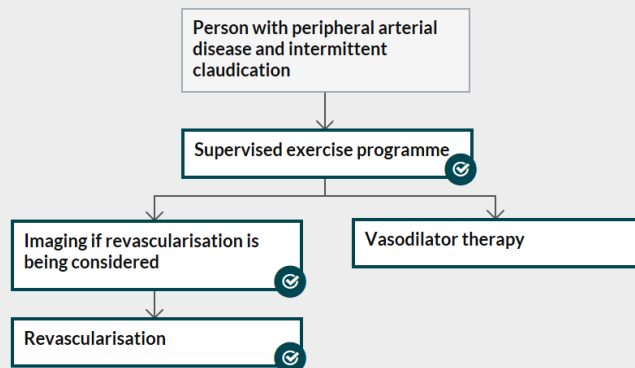 Person with peripheral arterial
disease and intermittent
claudication
Supervised exercise programme
Imaging if revascularisation is
being considered
Vasodilator therapy
Revascularisation